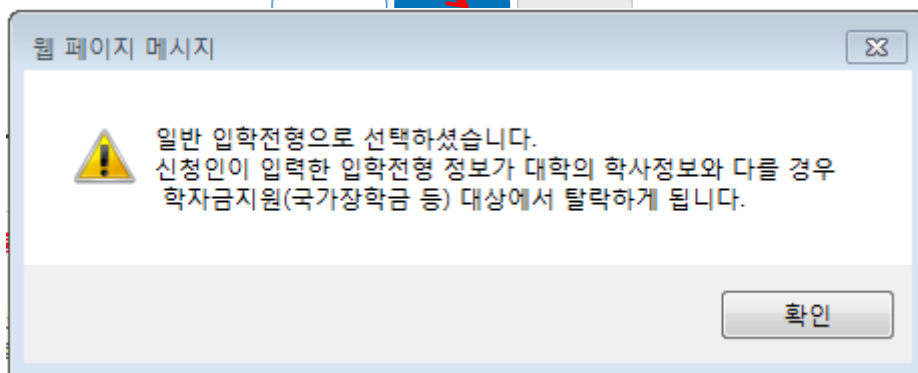 웹 페이지 메시지
일반 입학전형으로 선택하셨습니다.
신청인이 입력한 입학전형 정보가 대학의 학사정보와 다를 경우
학자금지원(국가장학금 등) 대상에서 탈락하게 됩니다.
확인